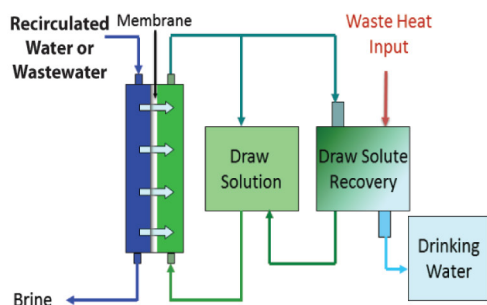 Recirculated
Water or
Wastewater
Membrane
Waste Heat
Input
Draw
Solution
Draw Solute
Recovery
Drinking
Water
Brine